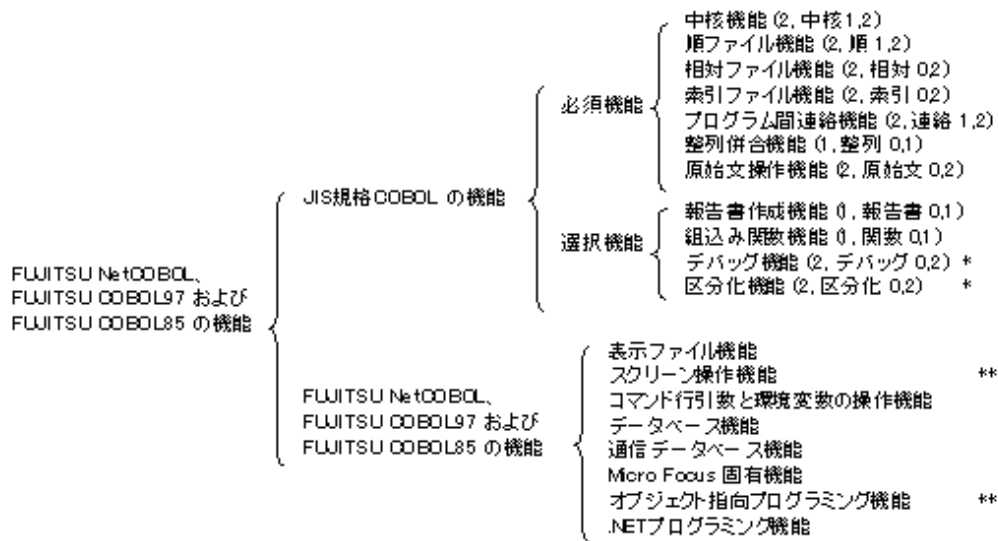 中核機能 (2, 中核 1,2)
順ファイル機能 (2, 順 1,2)
相対ファイル機能 (2, 相対 0,2)
索引ファイル機能 (2, 索引 0,2)
プログラム間連絡機能 (2, 連絡 1,2)
整列併合機能 (1, 整列 0,1)
原始文操作機能 (2, 原始文 0,2)
必須機能
JIS規格COBOL の機能
報告書作成機能 (1, 報告書 0,1)
組込み関数機能 (1, 関数 0,1)
デバッグ機能 (2, デバッグ 0,2) *
区分化機能 (2, 区分化 0,2) *
選択機能
FUJITSU NetCOBOL、
FUJITSU COBOL97 および
FUJITSU COBOL85 の機能
FUJITSU NetCOBOL、
FUJITSU COBOL97 および
FUJITSU COBOL85 の機能
表示ファイル機能
スクリーン操作機能 **
コマンド行引数と環境変数の操作機能
データベース機能
通信データベース機能
Micro Focus 固有機能
オブジェクト指向プログラミング機能 **
.NETプログラミング機能